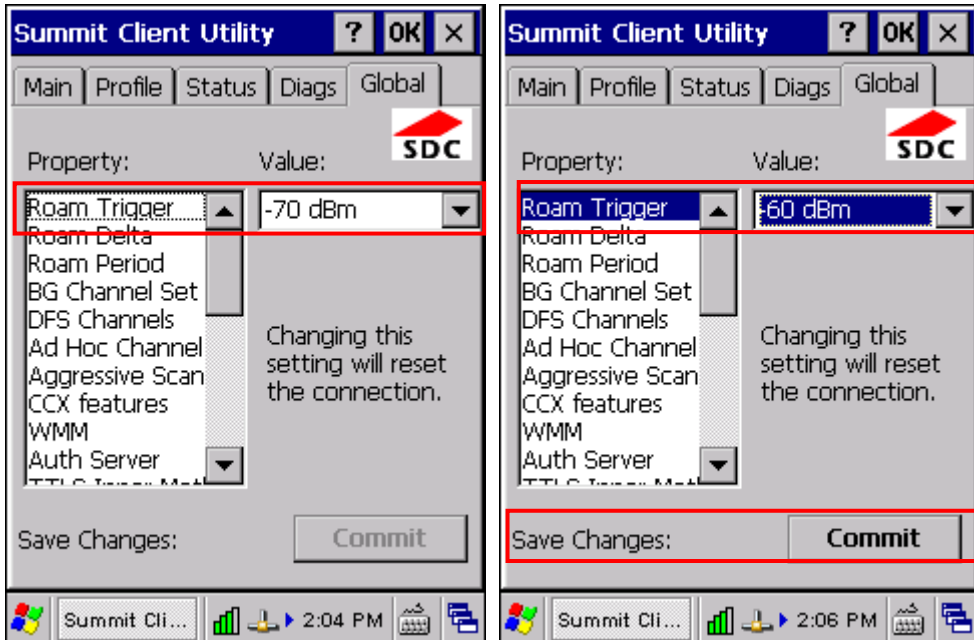 Summit Client Utility ? OK ×
Main Profile Status Diags Global
SDC
Property: Value:
Roam Trigger -70 dBm
Roam Delta
Roam Period
BG Channel Set
DFS Channels
Ad Hoc Channel
Aggressive Scan
CCX features
WMM
Auth Server
Changing this
setting will reset
the connection.
Save Changes: Commit
Summit Cli... 2:04 PM
Summit Client Utility ? OK ×
Main Profile Status Diags Global
SDC
Property: Value:
Roam Trigger -60 dBm
Roam Delta
Roam Period
BG Channel Set
DFS Channels
Ad Hoc Channel
Aggressive Scan
CCX features
WMM
Auth Server
Changing this
setting will reset
the connection.
Save Changes: Commit
Summit Cli... 2:06 PM